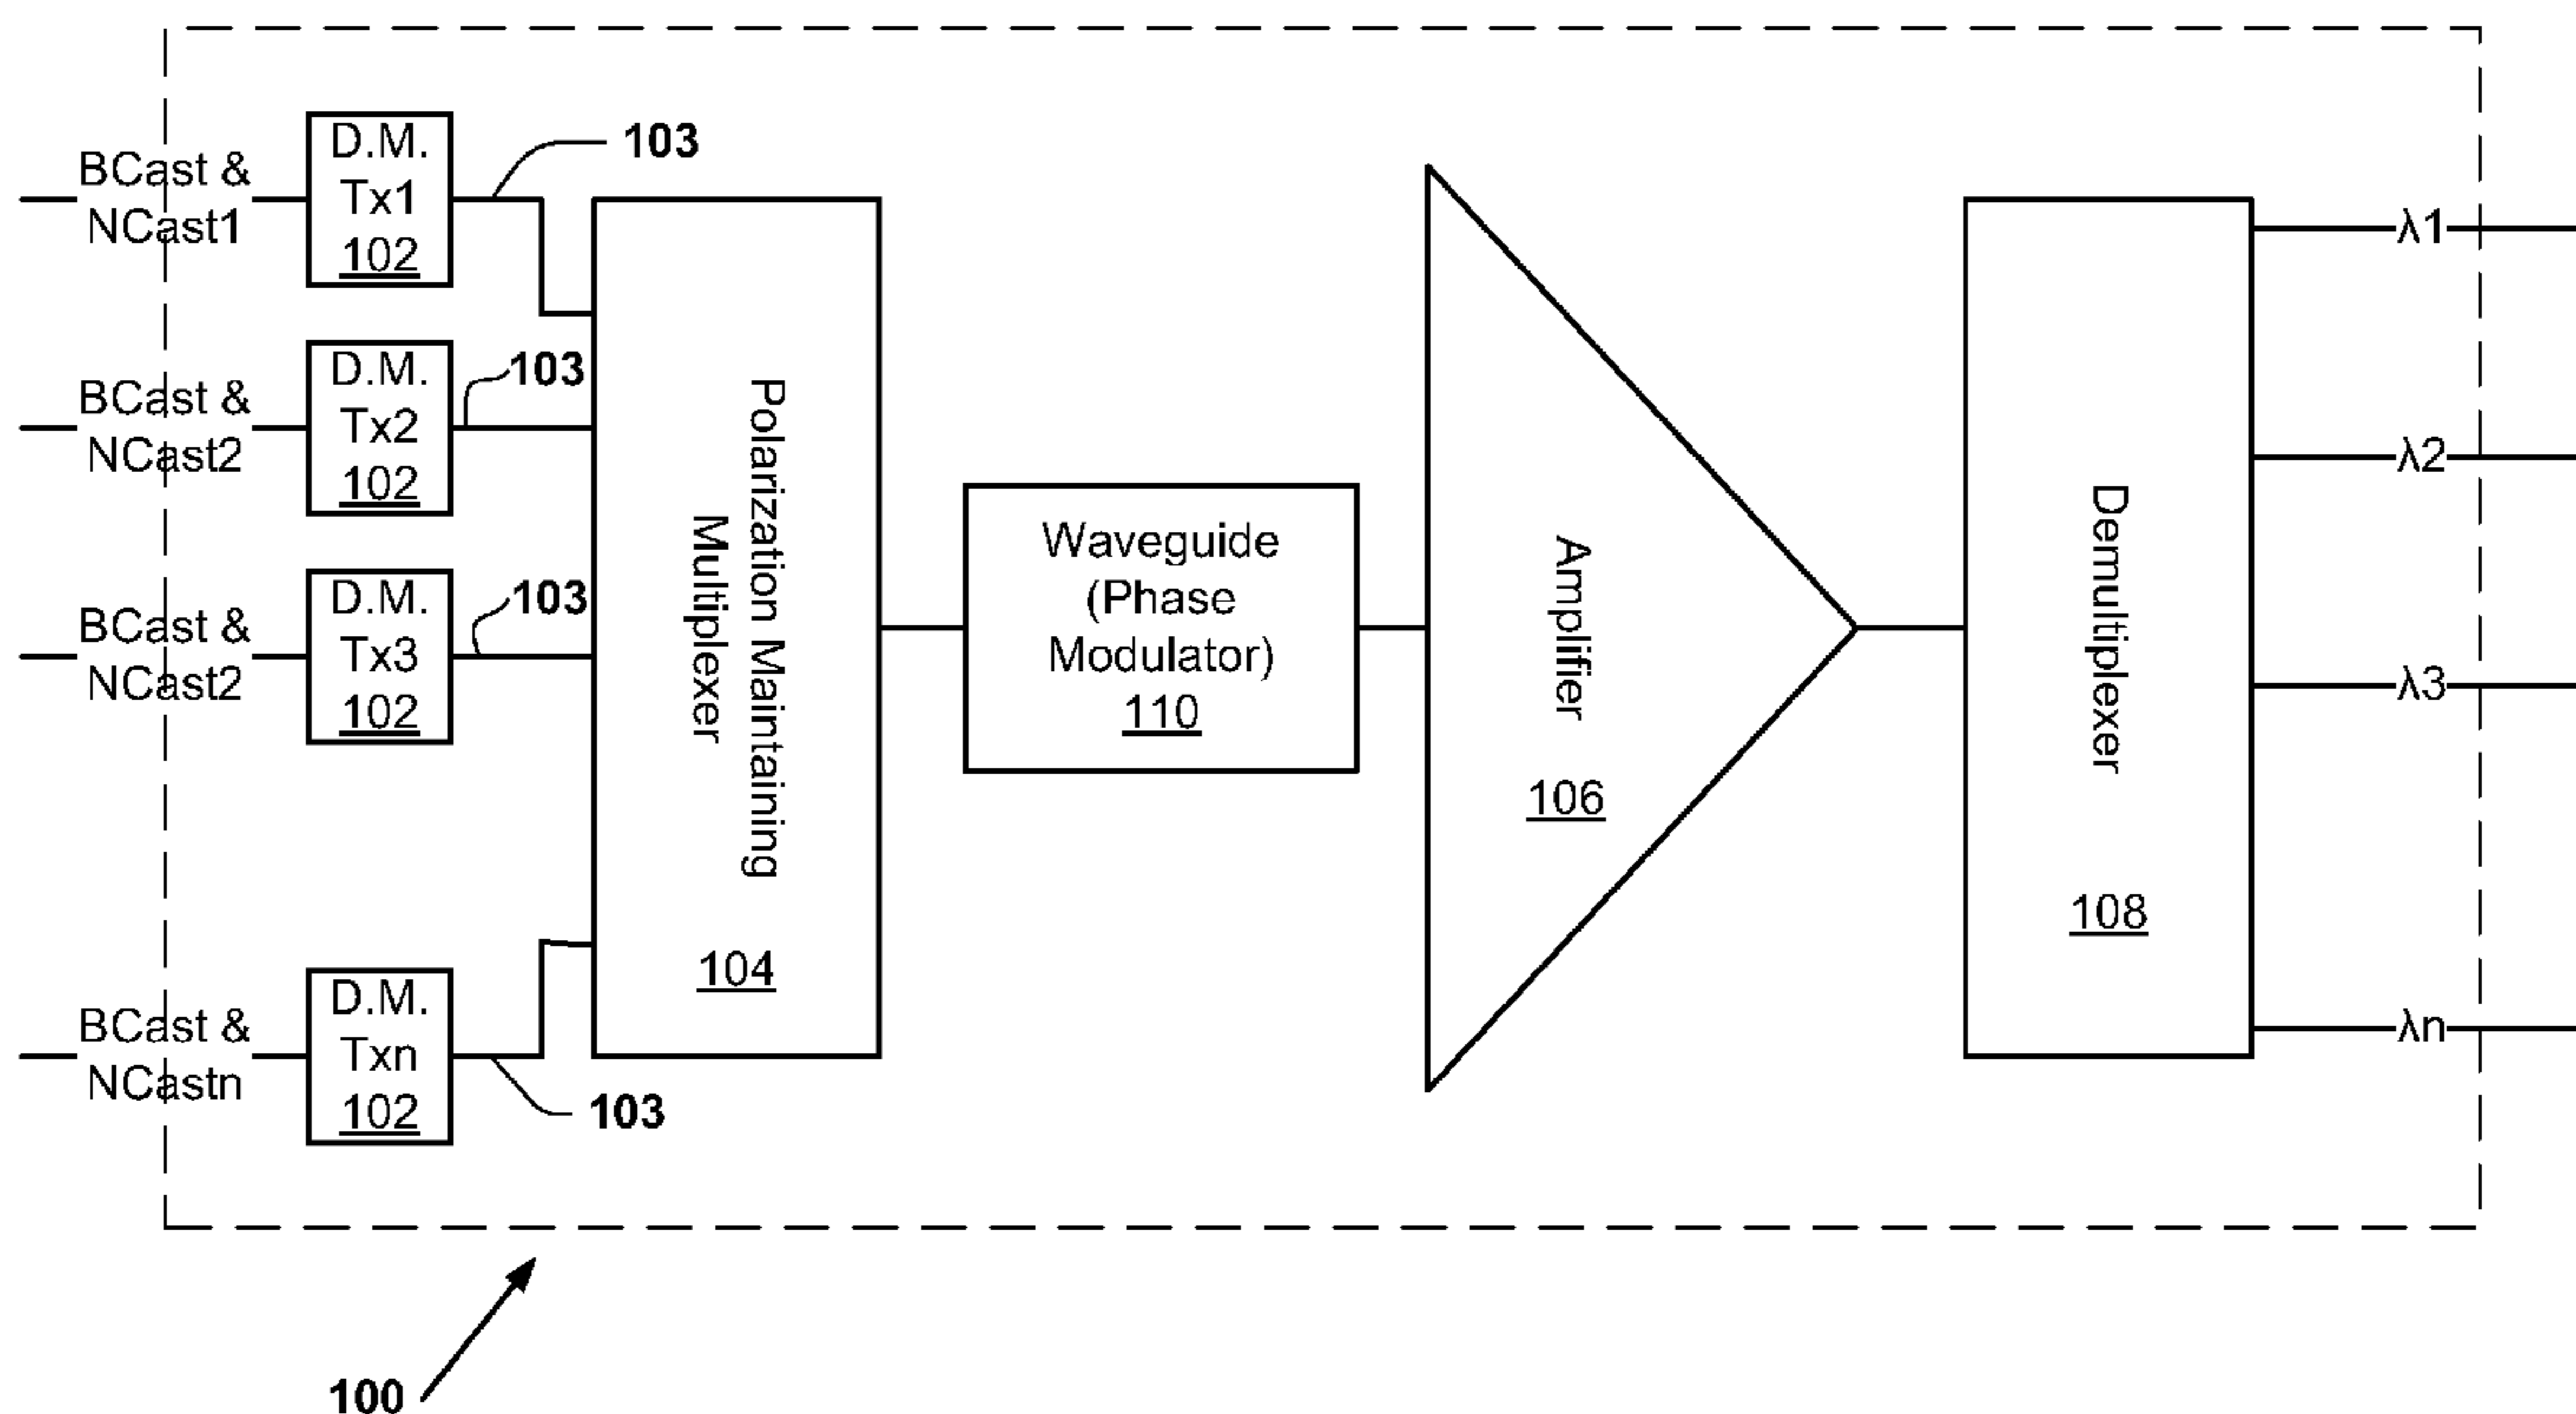 BCast &
NCast1
D.M.
Tx1
102
103
BCast &
NCast2
D.M.
Tx2
102
103
BCast &
NCast2
D.M.
Tx3
102
103
BCast &
NCastn
D.M.
Txn
102
103
Polarization Maintaining
Multiplexer
104
Waveguide
(Phase
Modulator)
110
Amplifier
106
Demultiplexer
108
λ1
λ2
λ3
λn
100